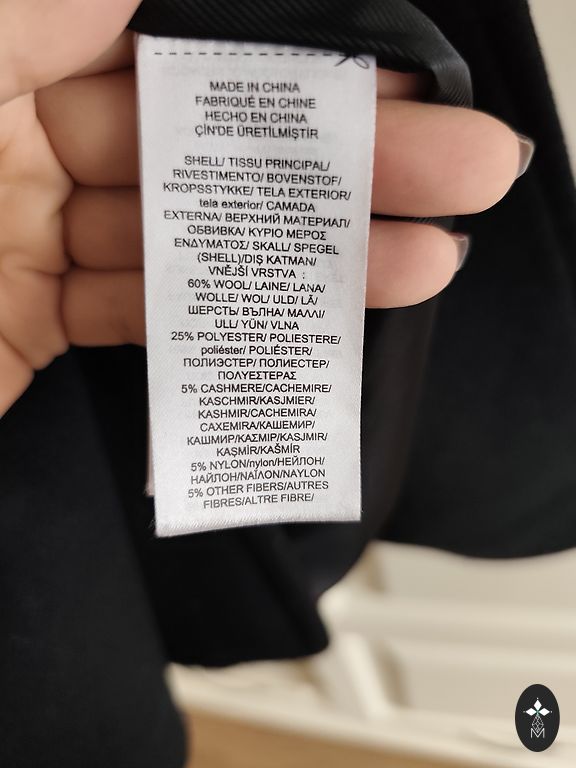 MADE IN CHINA
FABRIQUÉ EN CHINE
HECHO EN CHINA
ÇİN'DE ÜRETİLMİŞTİR
SHELL/ TISSU PRINCIPAL/
RIVESTIMENTO/ BOVENSTOF/
KROPSSTYKKE/ TELA EXTERIOR/
tela exterior/ CAMADA
EXTERNA/ ВЕРХНИЙ МАТЕРИАЛ/
ОБВИВКА/ ΚΥΡΙΟ ΜΕΡΟΣ
ΕΝΔΥΜΑΤΟΣ/ SKALL/ SPEGEL
(SHELL)/DIŞ KATMAN/
VNĚJŠÍ VRSTVA :
60% WOOL/ LAINE/ LANA/
WOLLE/ WOL/ ULD/ LÃ/
ШЕРСТЬ/ ВЪЛНА/ ΜΑΛΛΙ/
ULL/ YÜN/ VLNA
25% POLYESTER/ POLIESTERE/
poliéster/ POLIÉSTER/
ПОЛИЭСТЕР/ ПОЛИЕСТЕР/
ΠΟΛΥΕΣΤΕΡΑΣ
5% CASHMERE/CACHEMIRE/
KASCHMIR/KASJMIER/
KASHMIR/CACHEMIRA/
CAXEMIRA/КАШЕМИР/
КАШМИР/ΚΑΣΜΙΡ/KASJMIR/
KAŞMİR/KAŠMÍR
5% NYLON/nylon/НЕЙЛОН/
НАЙЛОН/ΝΑΪΛΟΝ/NAYLON
5% OTHER FIBERS/AUTRES
FIBRES/ALTRE FIBRE/